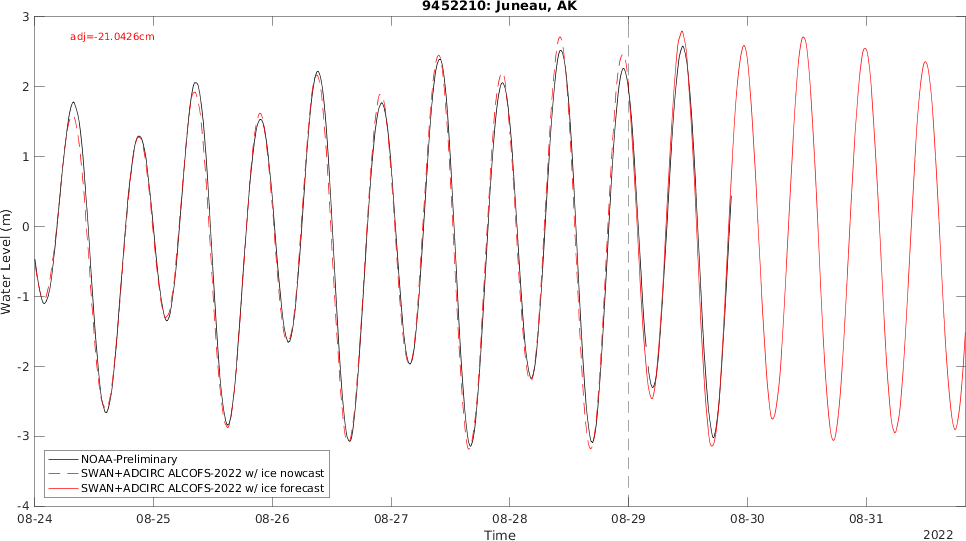 9452210: Juneau, AK
adj=-21.0426cm
Water Level (m)
3
2
1
0
-1
-2
-3
-4
NOAA-Preliminary
SWAN+ADCIRC ALCOFS-2022 w/ ice nowcast
SWAN+ADCIRC ALCOFS-2022 w/ ice forecast
08-24 08-25 08-26 08-27 08-28 08-29 08-30 08-31
Time
2022